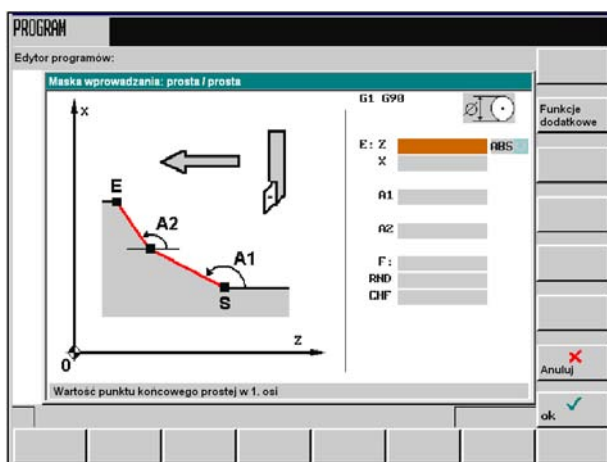 PROGRAM
Edytor programów:
Maska wprowadzania: prosta / prosta
G1 G90
x
E
A2
A1
S
z
0
E: Z
ABS
X
A1
A2
F:
RND
CHF
Wartość punktu końcowego prostej w 1. osi
Funkcje
dodatkowe
Anuluj
ok